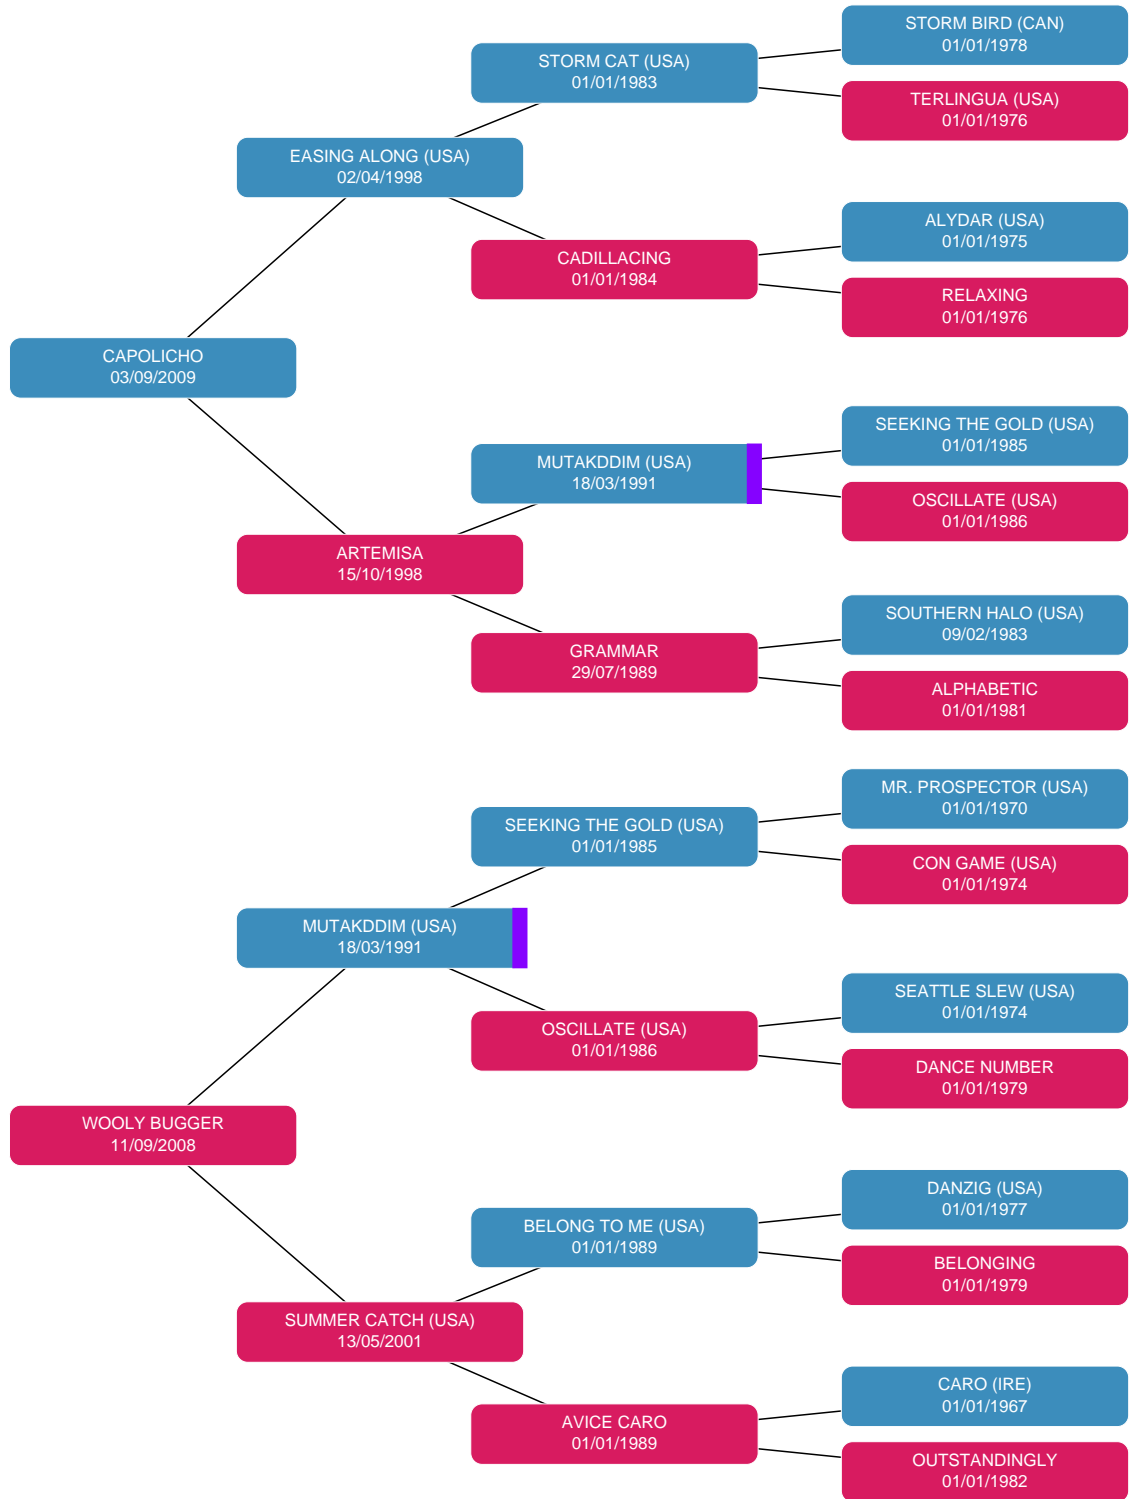 STORM BIRD (CAN)
01/01/1978
STORM CAT (USA)
01/01/1983
TERLINGUA (USA)
01/01/1976
EASING ALONG (USA)
02/04/1998
ALYDAR (USA)
01/01/1975
CADILLACING
01/01/1984
RELAXING
01/01/1976
CAPOLICHO
03/09/2009
SEEKING THE GOLD (USA)
01/01/1985
MUTAKDDIM (USA)
18/03/1991
OSCILLATE (USA)
01/01/1986
ARTEMISA
15/10/1998
SOUTHERN HALO (USA)
09/02/1983
GRAMMAR
29/07/1989
ALPHABETIC
01/01/1981
MR. PROSPECTOR (USA)
01/01/1970
SEEKING THE GOLD (USA)
01/01/1985
CON GAME (USA)
01/01/1974
MUTAKDDIM (USA)
18/03/1991
SEATTLE SLEW (USA)
01/01/1974
OSCILLATE (USA)
01/01/1986
DANCE NUMBER
01/01/1979
WOOLY BUGGER
11/09/2008
DANZIG (USA)
01/01/1977
BELONG TO ME (USA)
01/01/1989
BELONGING
01/01/1979
SUMMER CATCH (USA)
13/05/2001
CARO (IRE)
01/01/1967
AVICE CARO
01/01/1989
OUTSTANDINGLY
01/01/1982